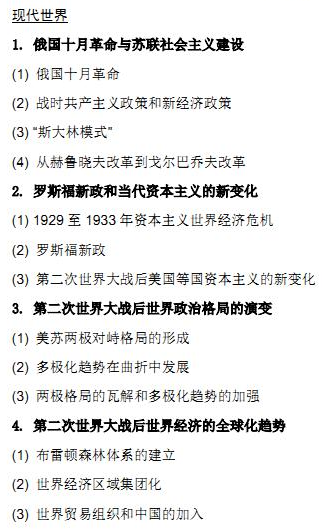 现代世界
1. 俄国十月革命与苏联社会主义建设
(1) 俄国十月革命
(2) 战时共产主义政策和新经济政策
(3) "斯大林模式"
(4) 从赫鲁晓夫改革到戈尔巴乔夫改革
2. 罗斯福新政和当代资本主义的新变化
(1) 1929 至 1933 年资本主义世界经济危机
(2) 罗斯福新政
(3) 第二次世界大战后美国等国资本主义的新变化
3. 第二次世界大战后世界政治格局的演变
(1) 美苏两极对峙格局的形成
(2) 多极化趋势在曲折中发展
(3) 两极格局的瓦解和多极化趋势的加强
4. 第二次世界大战后世界经济的全球化趋势
(1) 布雷顿森林体系的建立
(2) 世界经济区域集团化
(3) 世界贸易组织和中国的加入